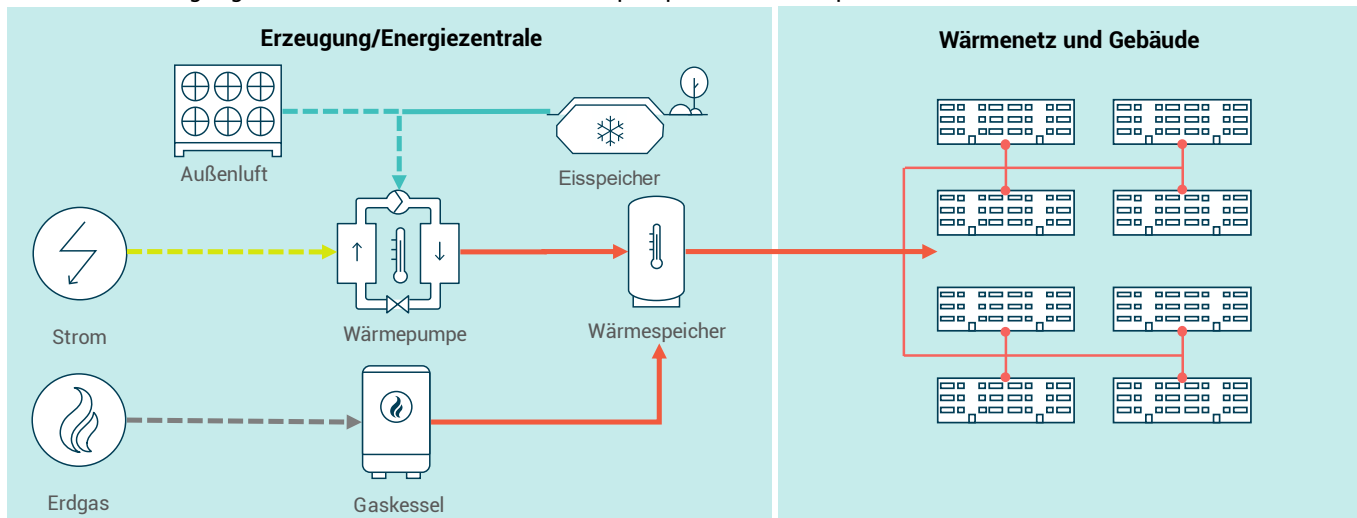 Erzeugung/Energiezentrale
Wärmenetz und Gebäude
Außenluft
Eisspeicher
Strom
Wärmepumpe
Wärmespeicher
Erdgas
Gaskessel